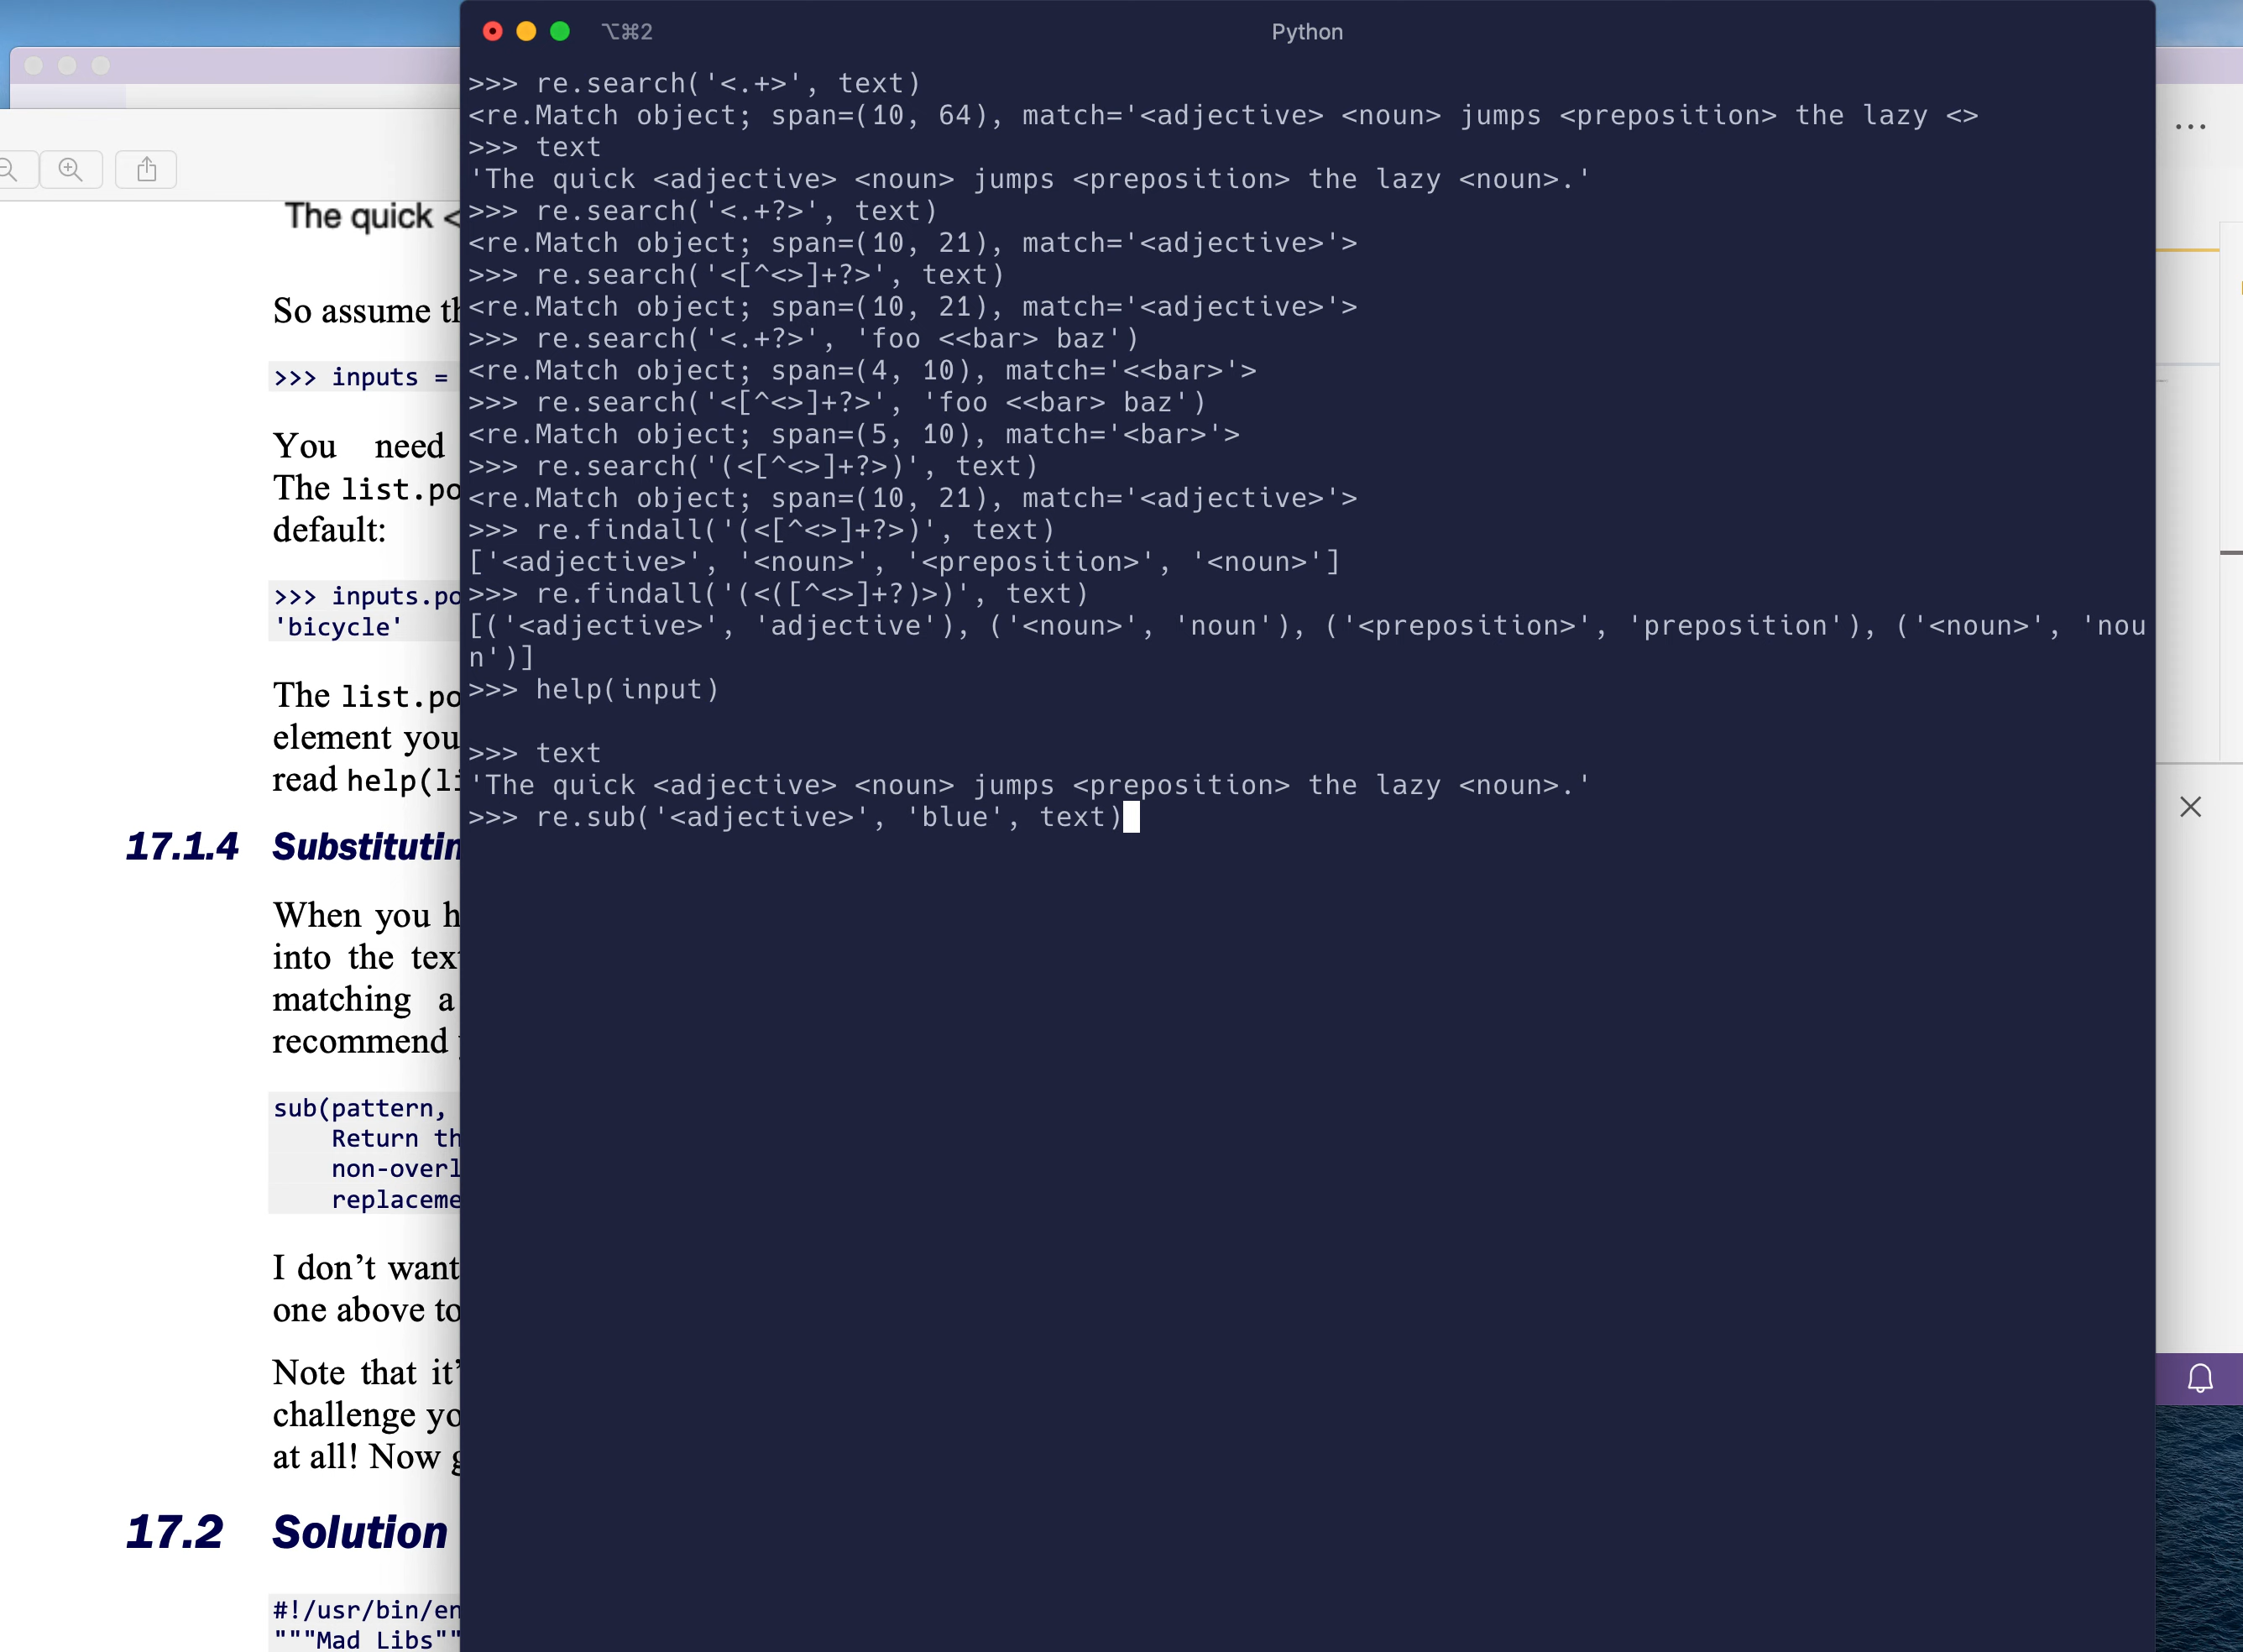 ⌥⌘2
Python
>>> re.search('<.+>', text)
<re.Match object; span=(10, 64), match='<adjective> <noun> jumps <preposition> the lazy <>
>>> text
'The quick <adjective> <noun> jumps <preposition> the lazy <noun>.'
>>> re.search('<.+?>', text)
<re.Match object; span=(10, 21), match='<adjective>'>
>>> re.search('<[^<>]+?>', text)
<re.Match object; span=(10, 21), match='<adjective>'>
>>> re.search('<.+?>', 'foo <<bar> baz')
<re.Match object; span=(4, 10), match='<<bar>'>
>>> re.search('<[^<>]+?>', 'foo <<bar> baz')
<re.Match object; span=(5, 10), match='<bar>'>
>>> re.search('(<[^<>]+?>)', text)
<re.Match object; span=(10, 21), match='<adjective>'>
>>> re.findall('(<[^<>]+?>)', text)
['<adjective>', '<noun>', '<preposition>', '<noun>']
>>> re.findall('(<([^<>]+?)>)', text)
[('<adjective>', 'adjective'), ('<noun>', 'noun'), ('<preposition>', 'preposition'), ('<noun>', 'nou
n')]
>>> help(input)
>>> text
'The quick <adjective> <noun> jumps <preposition> the lazy <noun>.'
>>> re.sub('<adjective>', 'blue', text)
The quick <
So assume
>>> inputs =
You need
The list.po
default:
>>> inputs.po
'bicycle'
The list.po
element you
read help(li
17.1.4 Substitutin
When you h
into the tex
matching a
recommend
sub(pattern,
Return th
non-overl
replaceme
I don’t want
one above to
Note that it’
challenge yo
at all! Now g
17.2 Solution
#!/usr/bin/en
"""Mad Libs""